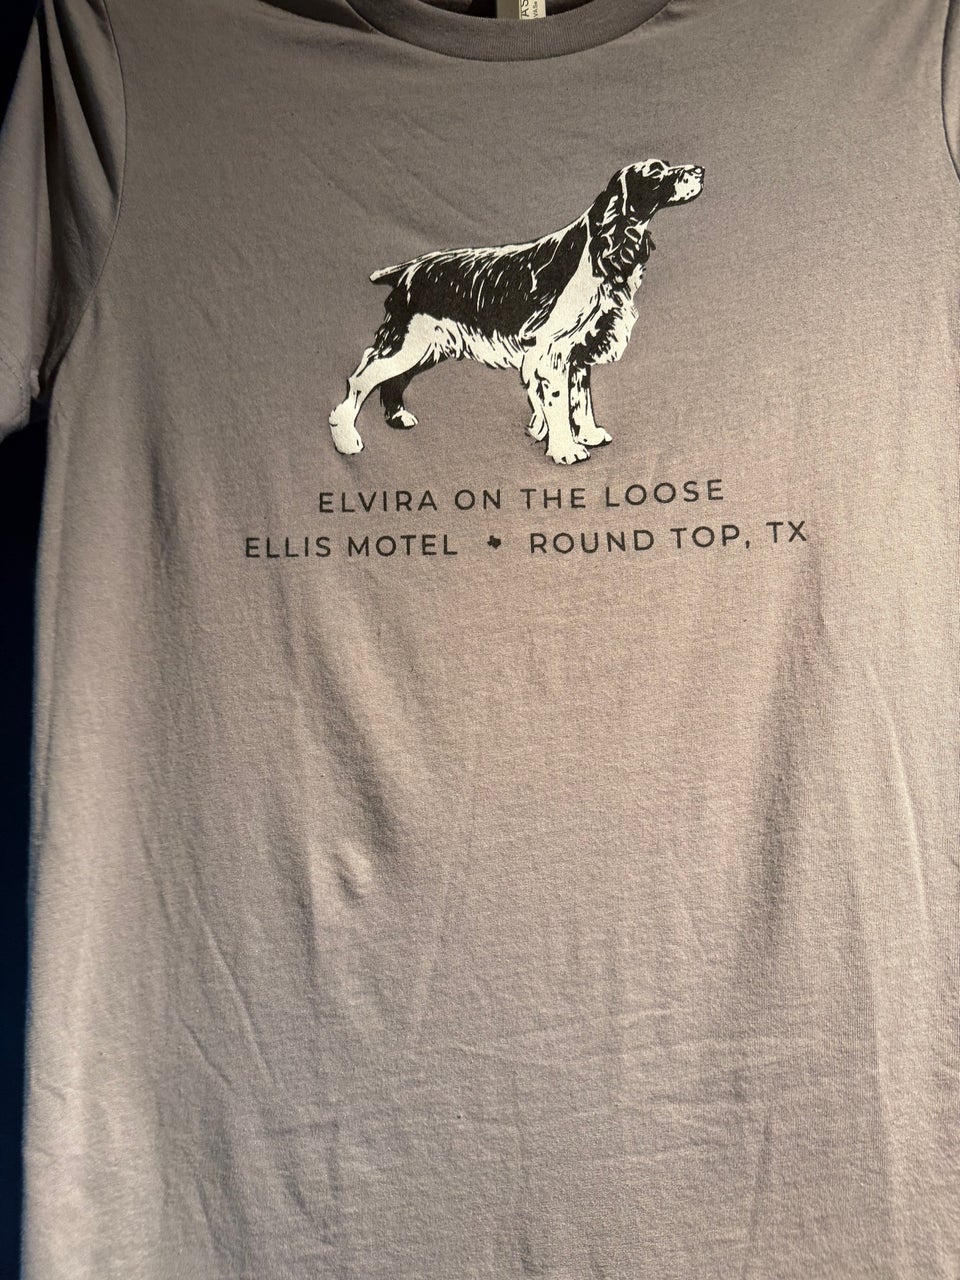 ELVIRA ON THE LOOSE
ELLIS MOTEL ROUND TOP, TX